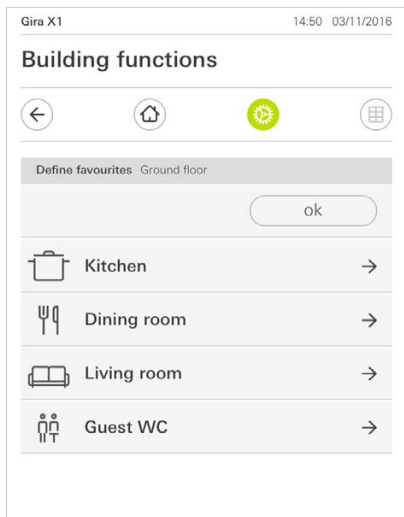 Gira X1 14:50 03/11/2016
Building functions
Define favourites Ground floor
ok
Kitchen
Dining room
Living room
Guest WC